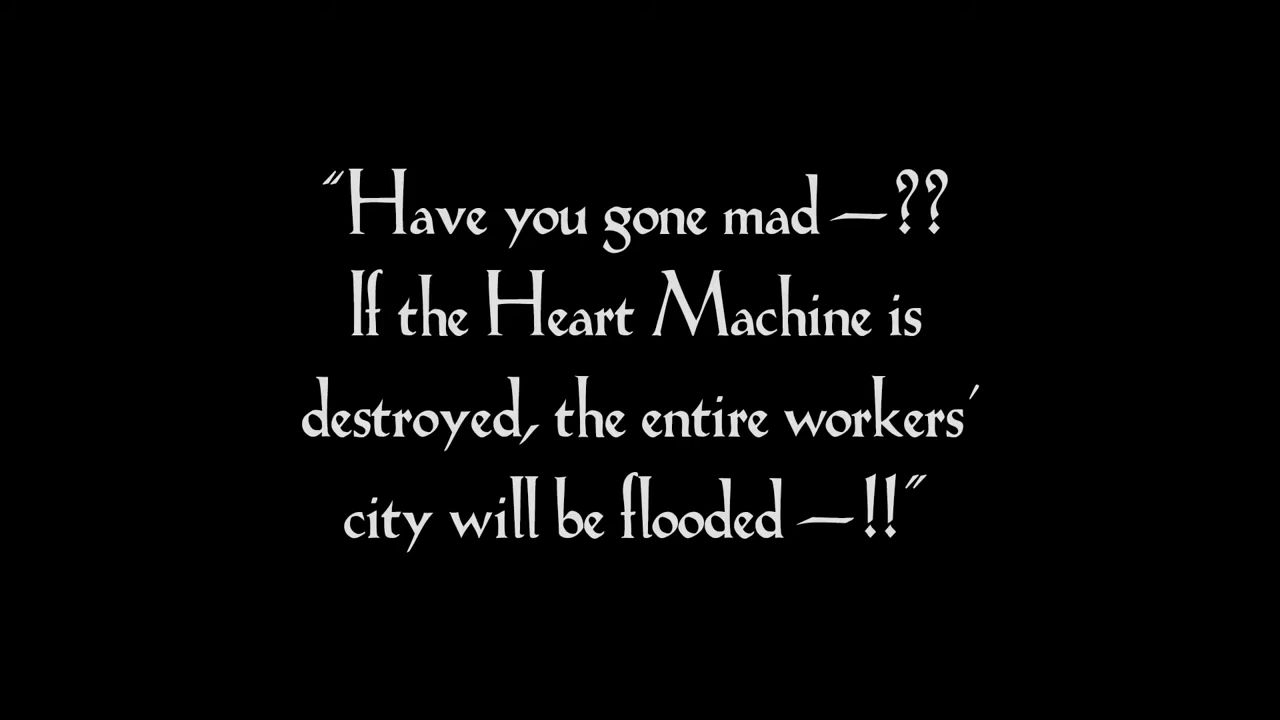 “Have you gone mad —??
If the Heart Machine is
destroyed, the entire workers’
city will be flooded —!!”